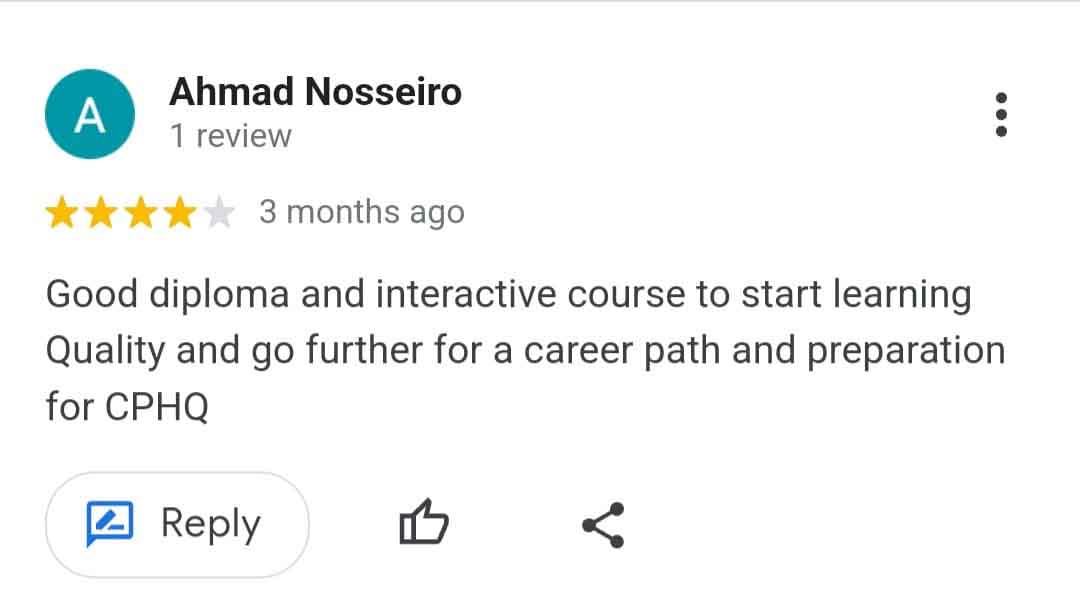 A
Ahmad Nosseiro
1 review
3 months ago
Good diploma and interactive course to start learning
Quality and go further for a career path and preparation
for CPHQ
Reply